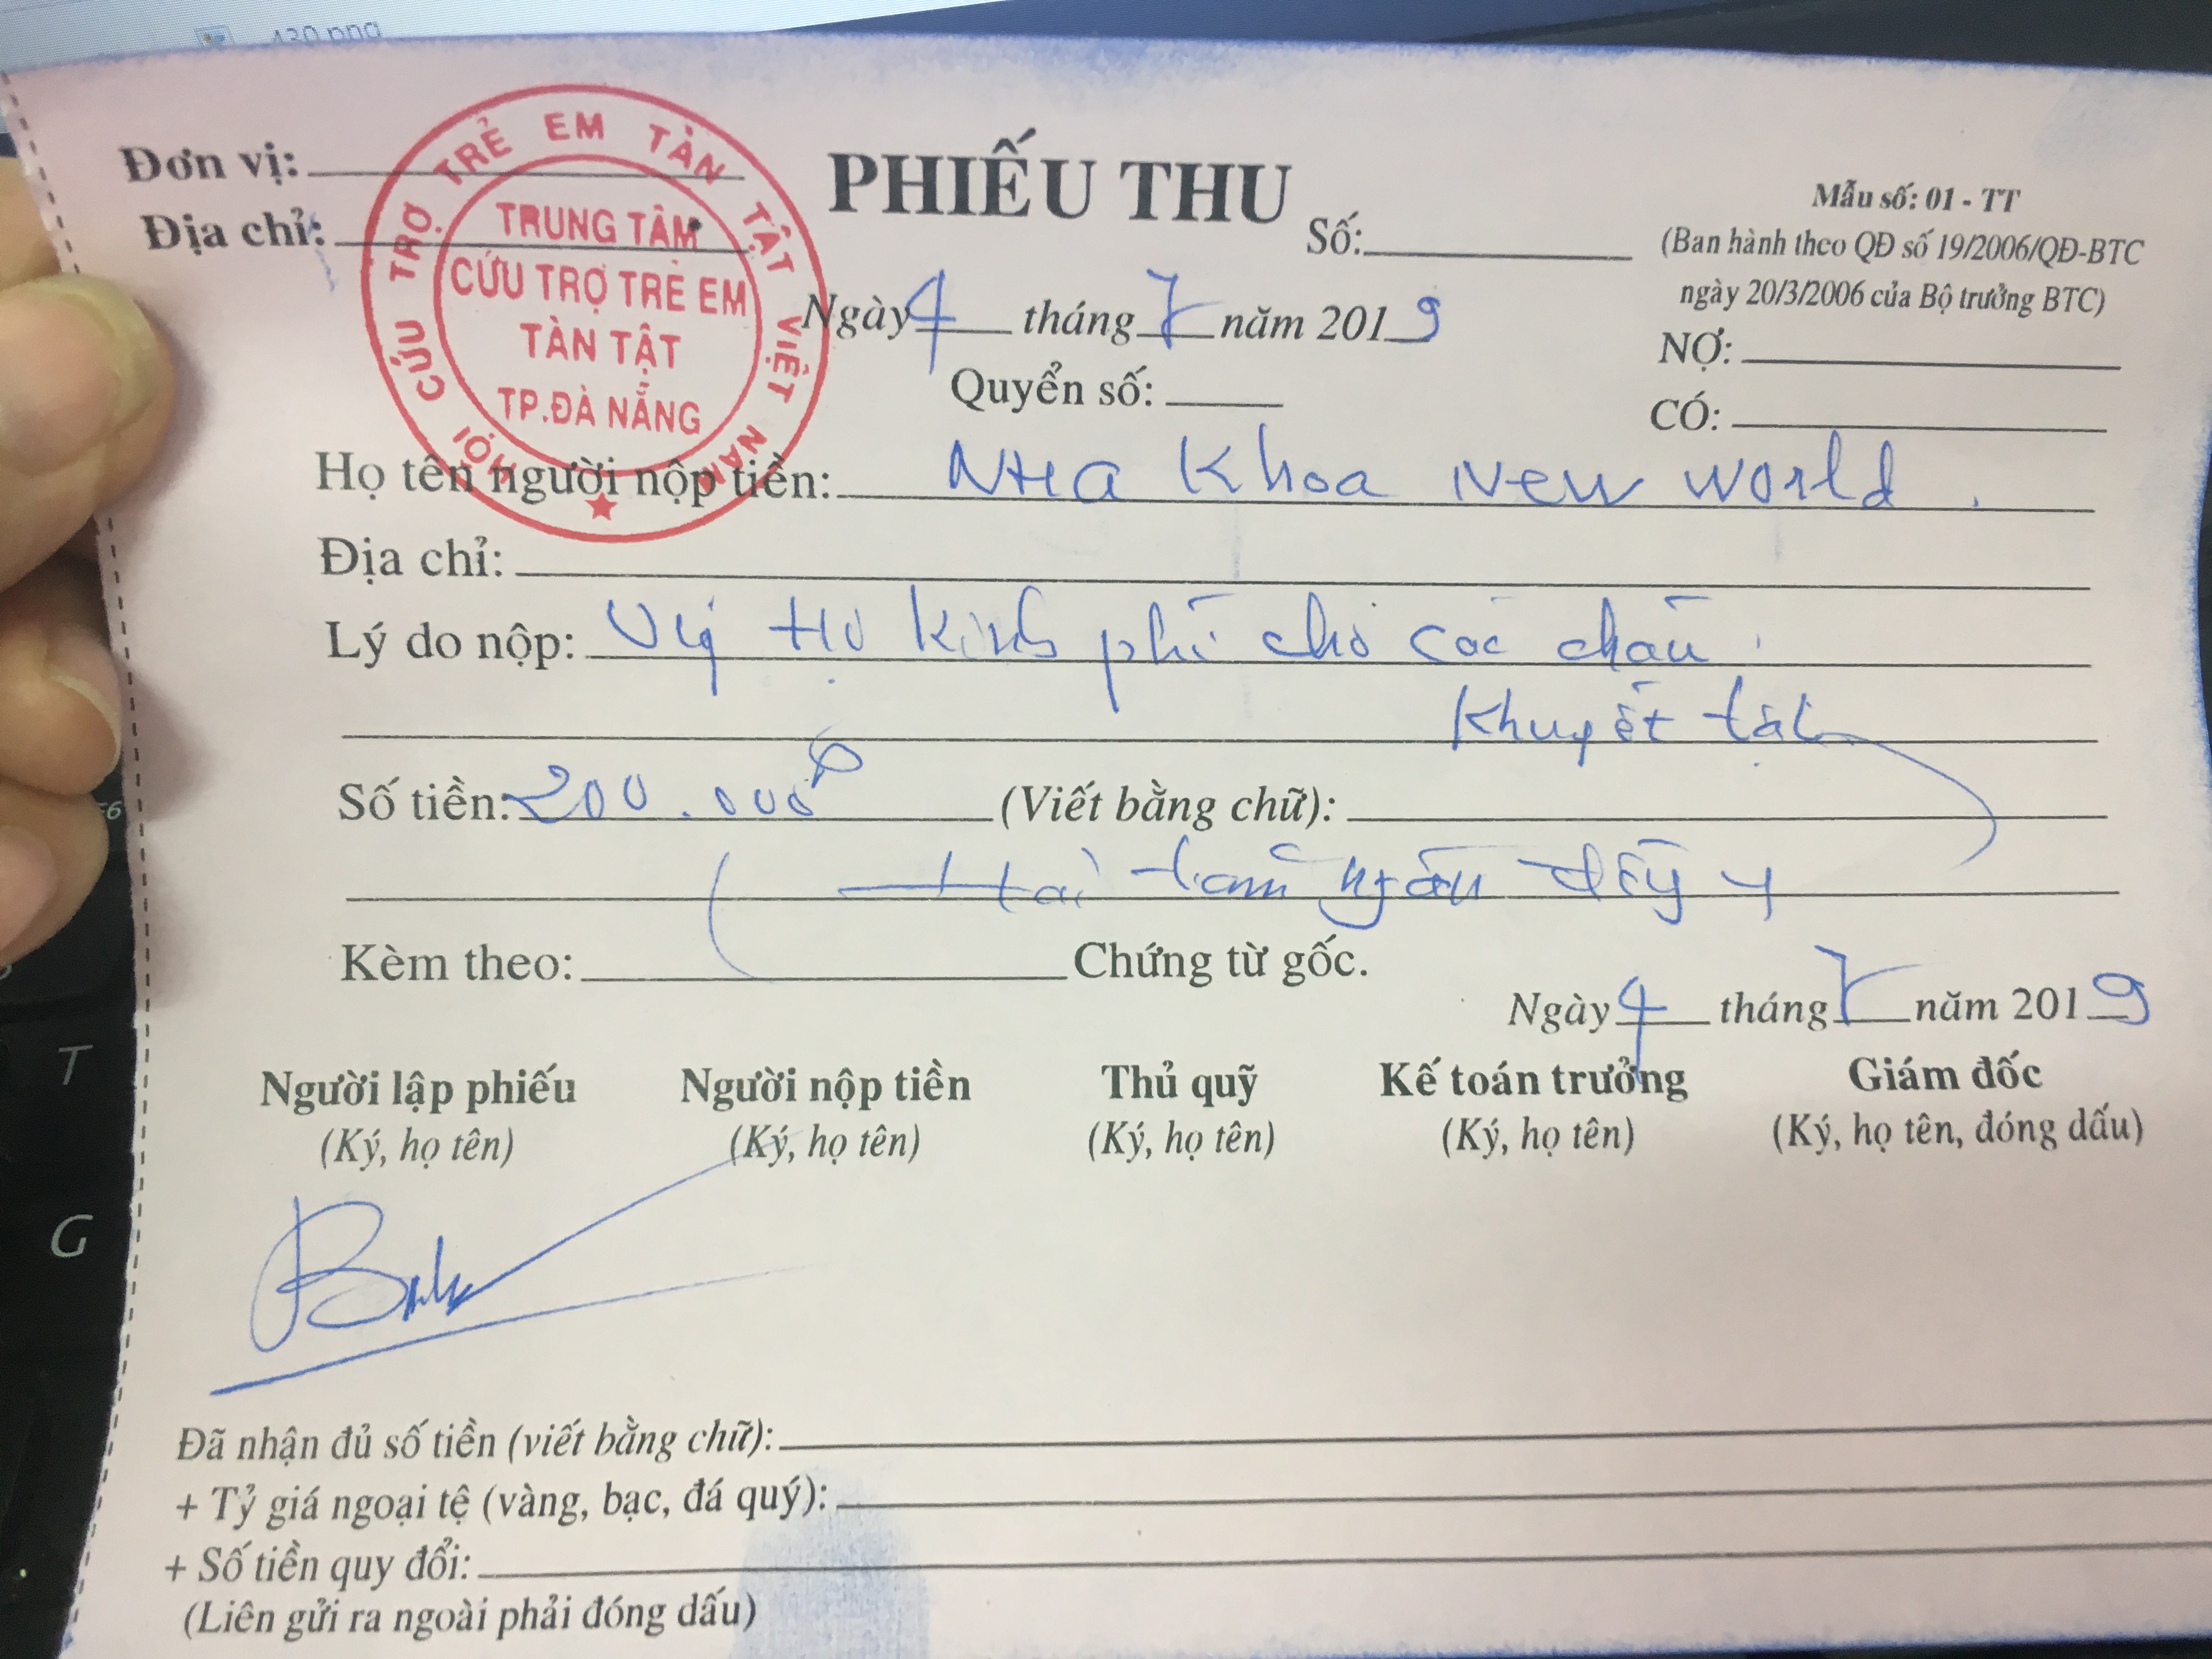 Đơn vị:
Địa chỉ:
HỘI CỨU TRỢ TRẺ EM TÀN TẬT VIỆT NAM
TRUNG TÂM
CỨU TRỢ TRẺ EM
TÀN TẬT
TP.ĐÀ NẴNG
PHIẾU THU
Số:
Mẫu số: 01 - TT
(Ban hành theo QĐ số 19/2006/QĐ-BTC
ngày 20/3/2006 của Bộ trưởng BTC)
Ngày 4 tháng năm 2019
Quyển số:
NỢ:
CÓ:
Họ tên người nộp tiền: NHa Khoa New World.
Địa chỉ:
Lý do nộp: kinh phí cho các cháu
khuyết tật
Số tiền: 200.000đ (Viết bằng chữ):
Hai trăm ngàn
Kèm theo: Chứng từ gốc.
Ngày 4 tháng năm 2019
Người lập phiếu
(Ký, họ tên)
Người nộp tiền
(Ký, họ tên)
Thủ quỹ
(Ký, họ tên)
Kế toán trưởng
(Ký, họ tên)
Giám đốc
(Ký, họ tên, đóng dấu)
Đã nhận đủ số tiền (viết bằng chữ):
+ Tỷ giá ngoại tệ (vàng, bạc, đá quý):
+ Số tiền quy đổi:
(Liên gửi ra ngoài phải đóng dấu)
G
T
F6